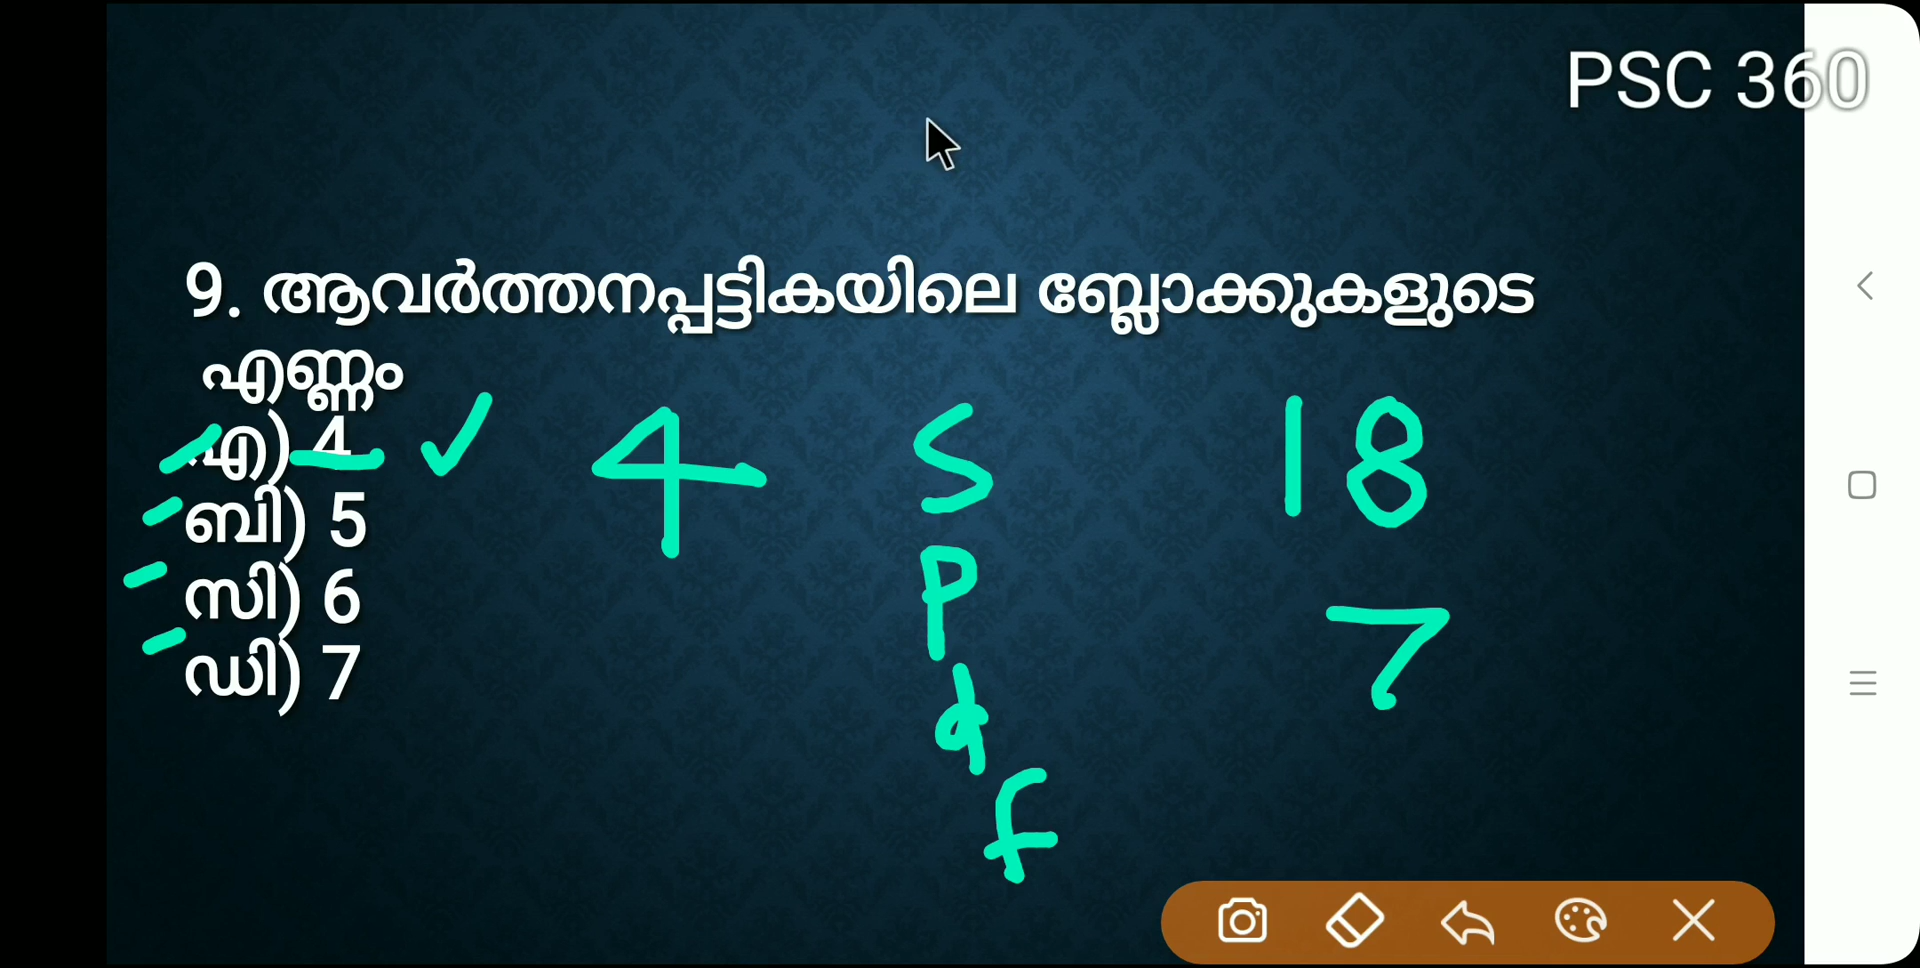 PSC 360
9. ആവർത്തനപ്പട്ടികയിലെ ബ്ലോക്കുകളുടെ
എണ്ണം
എ) 4
ബി) 5
സി) 6
ഡി) 7
4 S 18
P 7
d
f